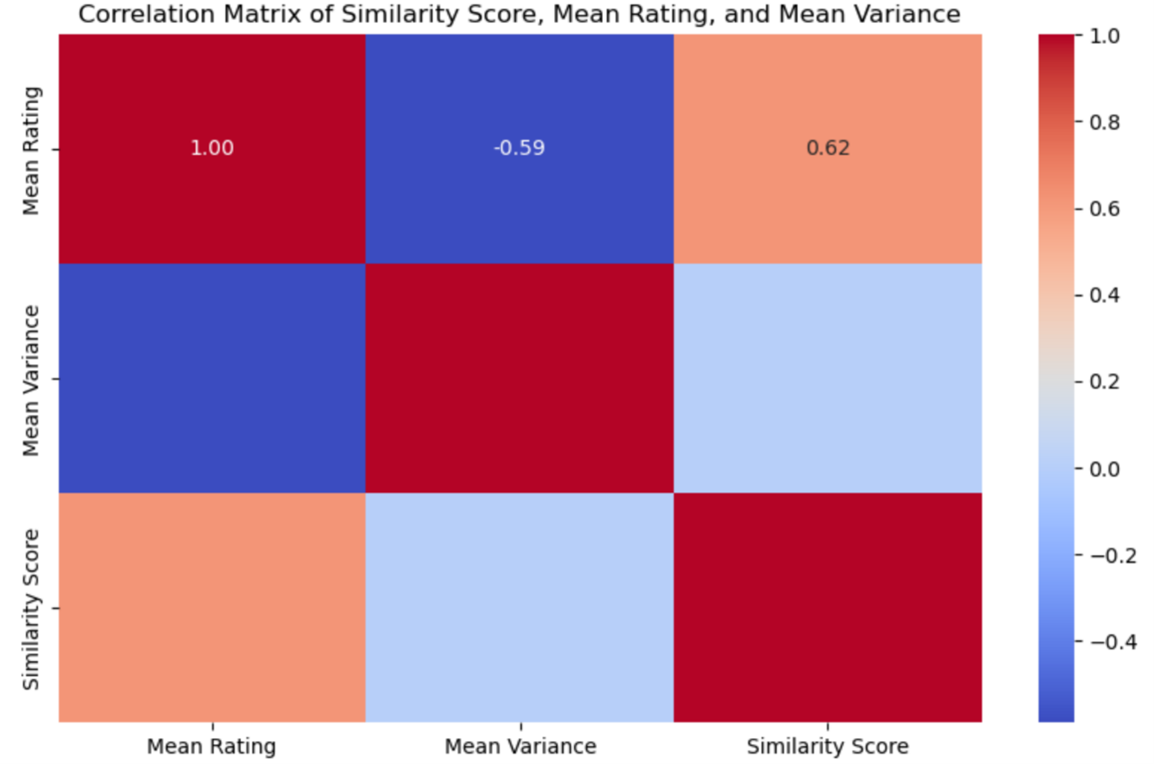 Correlation Matrix of Similarity Score, Mean Rating, and Mean Variance
Mean Rating
1.00
-0.59
0.62
Mean Variance
Similarity Score
Mean Rating
Mean Variance
Similarity Score
1.0
0.8
0.6
0.4
0.2
0.0
−0.2
−0.4